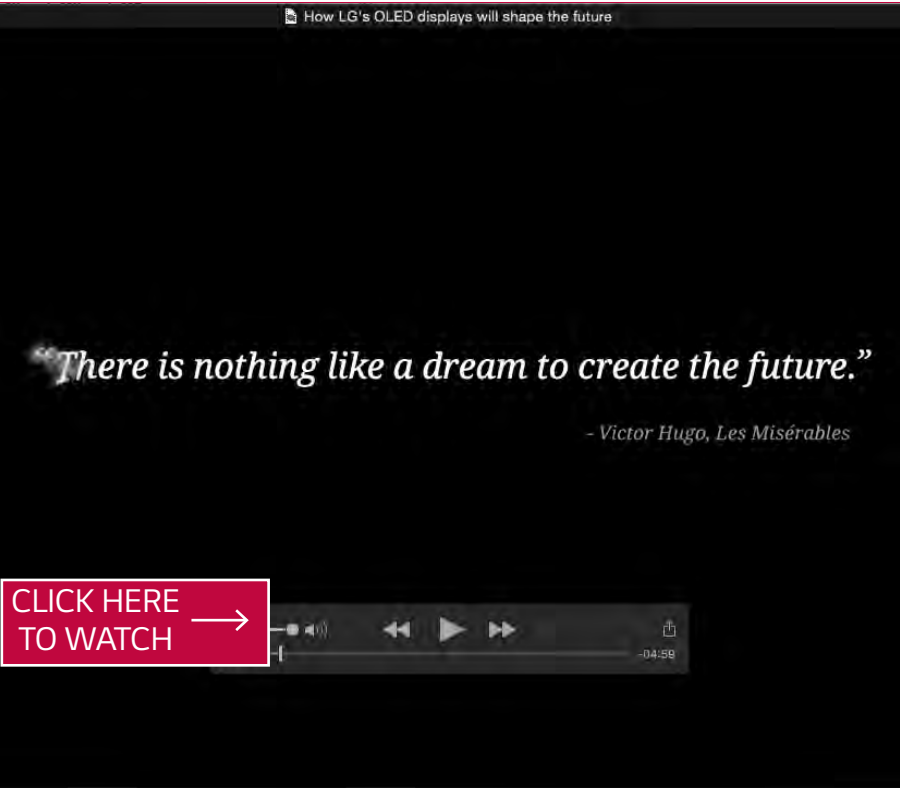 How LG's OLED displays will shape the future
“There is nothing like a dream to create the future.”
- Victor Hugo, Les Misérables
CLICK HERE
TO WATCH
-04:59